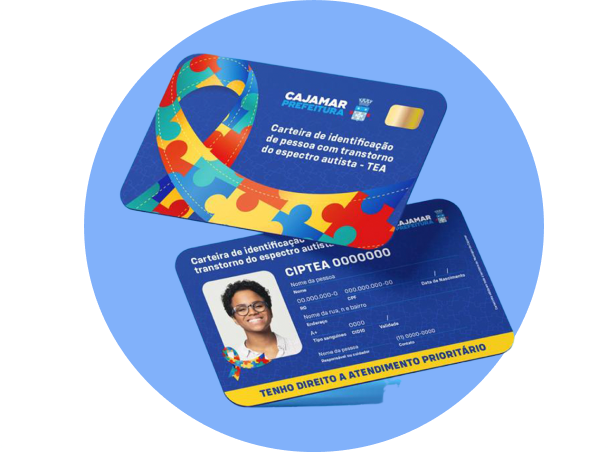 CAJAMAR
PREFEITURA
Carteira de identificação
de pessoa com transtorno
do espectro autista - TEA
CAJAMAR
PREFEITURA
Carteira de identificação
transtorno do espectro autista
CIPTEA 0000000
Nome da pessoa
Nome
00.000.000-0 000.000.000-00
RG CPF
/ /
Data de Nascimento
Nome da rua, n e bairro
Endereço
A+ 0000 /
Tipo sanguíneo CID10 Validade
Nome da pessoa (11) 0000-0000
Responsável ou cuidador Contato
TENHO DIREITO A ATENDIMENTO PRIORITÁRIO